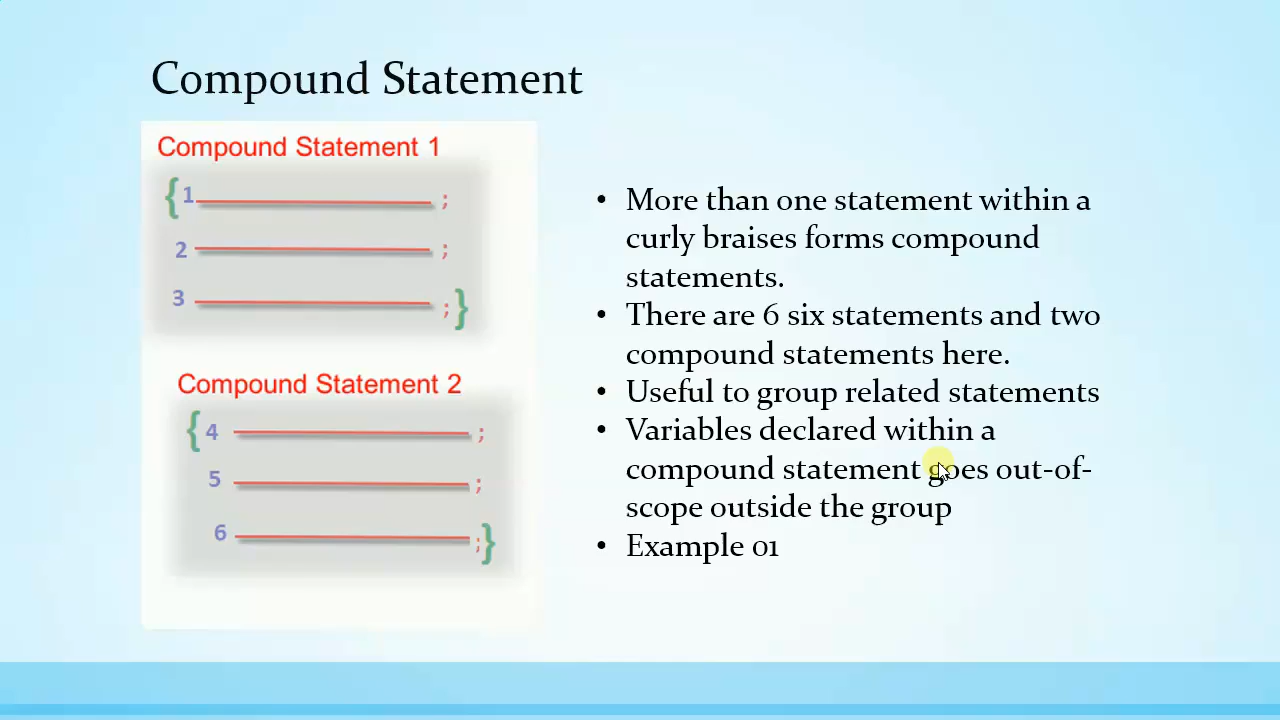 Compound Statement
Compound Statement 1
{ 1 ;
2 ;
3 ; }
Compound Statement 2
{ 4 ;
5 ;
6 ; }
• More than one statement within a
curly braises forms compound
statements.
• There are 6 six statements and two
compound statements here.
• Useful to group related statements
• Variables declared within a
compound statement goes out-of-
scope outside the group
• Example 01